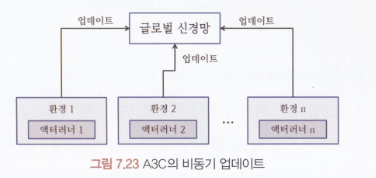 업데이트
글로벌 신경망
업데이트
업데이트
환경 1
액터러너 1
환경 2
액터러너 2
...
환경 n
액터러너 n
그림 7.23 A3C의 비동기 업데이트